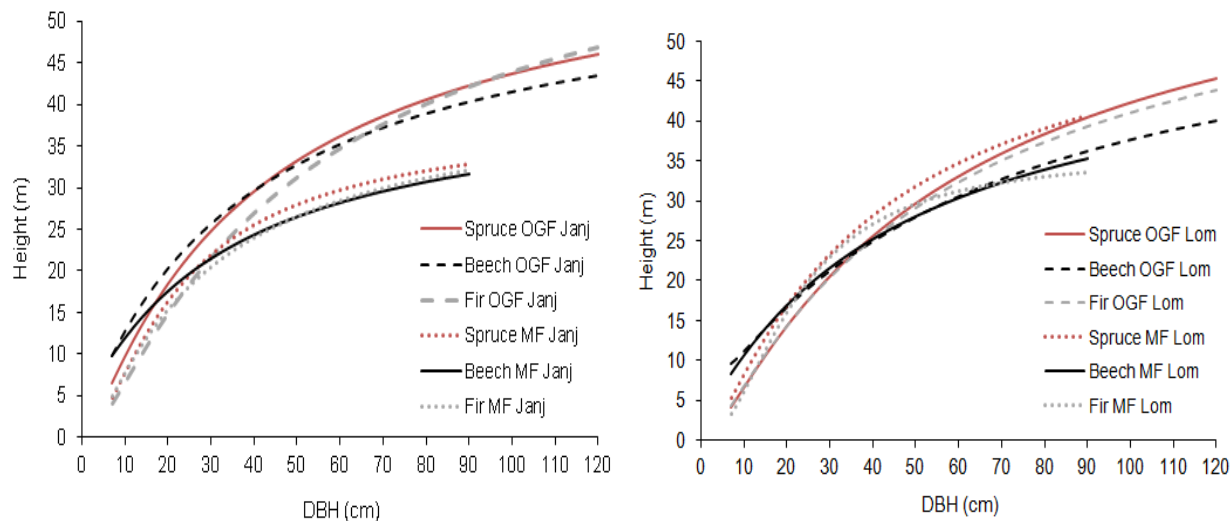 50
45
40
35
30
25
20
15
10
5
0
Height (m)
Spruce OGF Janj
Beech OGF Janj
Fir OGF Janj
Spruce MF Janj
Beech MF Janj
Fir MF Janj
0 10 20 30 40 50 60 70 80 90 100 110 120
DBH (cm)
50
45
40
35
30
25
20
15
10
5
0
Height (m)
Spruce OGF Lom
Beech OGF Lom
Fir OGF Lom
Spruce MF Lom
Beech MF Lom
Fir MF Lom
0 10 20 30 40 50 60 70 80 90 100 110 120
DBH (cm)